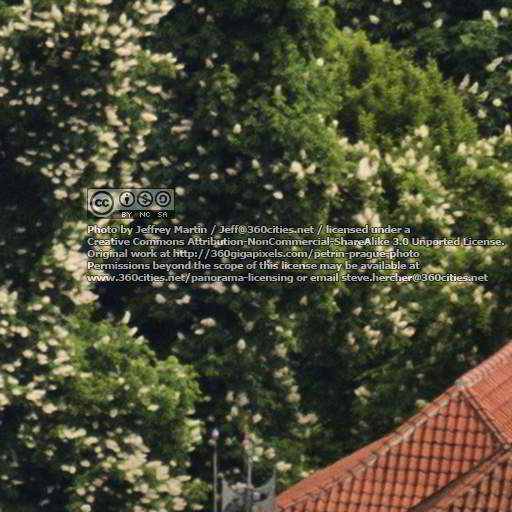 cc
BY NC SA
Photo by Jeffrey Martin / Jeff@360cities.net / licensed under a
Creative Commons Attribution-NonCommercial-ShareAlike 3.0 Unported License.
Original work at http://360gigapixels.com/petrin-prague-photo
Permissions beyond the scope of this license may be available at
www.360cities.net/panorama-licensing or email steve.hercher@360cities.net